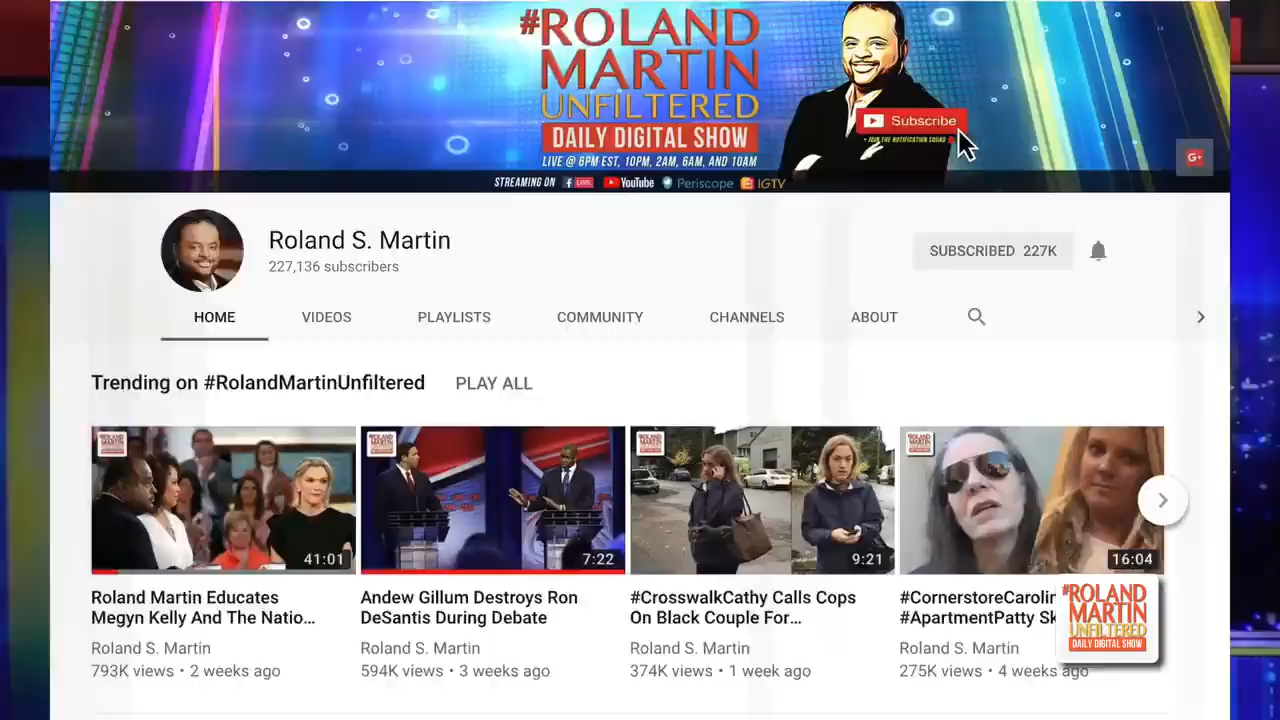 #ROLAND
MARTIN
UNFILTERED
DAILY DIGITAL SHOW
LIVE @ 6PM EST, 10PM, 2AM, 6AM, AND 10AM
STREAMING ON f LIVE YouTube Periscope IGTV
Subscribe
+ JOIN THE NOTIFICATION SQUAD
G+
Roland S. Martin
227,136 subscribers
SUBSCRIBED 227K
HOME VIDEOS PLAYLISTS COMMUNITY CHANNELS ABOUT
Trending on #RolandMartinUnfiltered PLAY ALL
41:01
7:22
9:21
16:04
Roland Martin Educates
Megyn Kelly And The Natio...
Roland S. Martin
793K views • 2 weeks ago
Andew Gillum Destroys Ron
DeSantis During Debate
Roland S. Martin
594K views • 3 weeks ago
#CrosswalkCathy Calls Cops
On Black Couple For...
Roland S. Martin
374K views • 1 week ago
#CornerstoreCarolin
#ApartmentPatty Sk
Roland S. Martin
275K views • 4 weeks ago
#ROLAND
MARTIN
UNFILTERED
DAILY DIGITAL SHOW